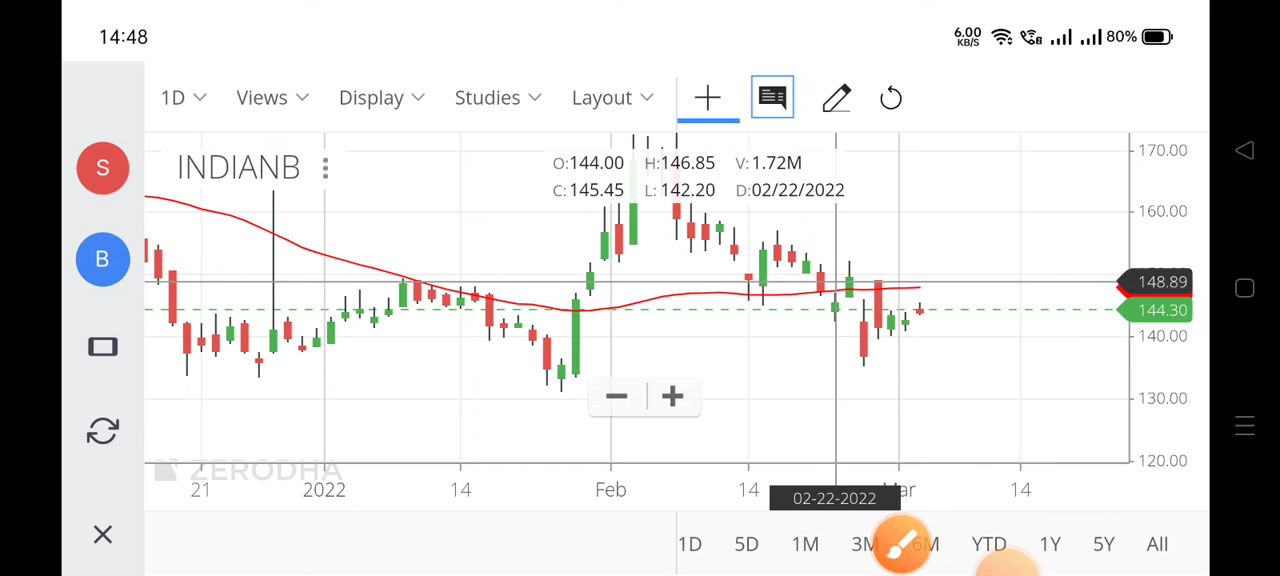 14:48
6.00 KB/S 80%
1D Views Display Studies Layout
S
INDIANB
O:144.00 H:146.85 V:1.72M
C:145.45 L:142.20 D:02/22/2022
170.00
160.00
B
148.89
144.30
140.00
130.00
120.00
ZERODHA
21 2022 14 Feb 14 Mar 14
02-22-2022
1D 5D 1M 3M 6M YTD 1Y 5Y All